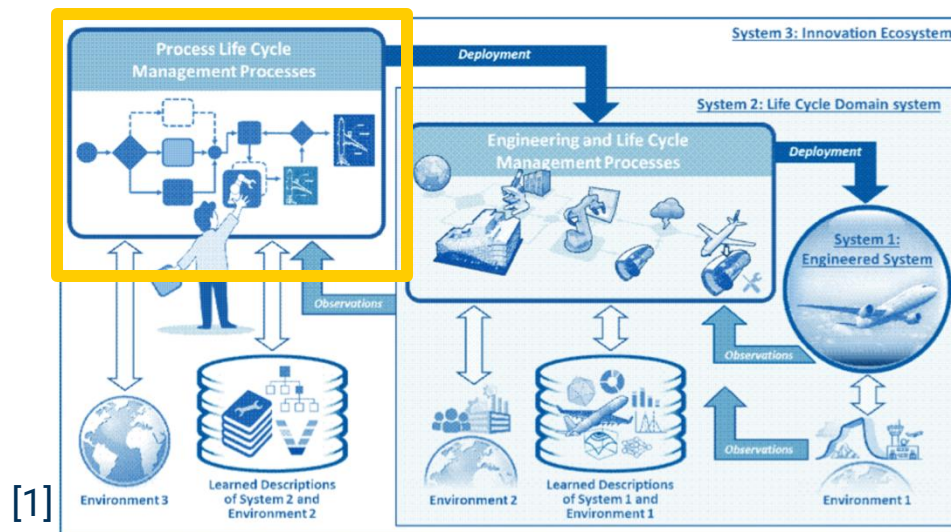 System 3: Innovation Ecosystem
Process Life Cycle
Management Processes
Deployment
System 2: Life Cycle Domain system
Engineering and Life Cycle
Management Processes
Deployment
System 1:
Engineered System
Observations
Observations
Observations
[1]
Environment 3
Learned Descriptions
of System 2 and
Environment 2
Environment 2
Learned Descriptions
of System 1 and
Environment 1
Environment 1